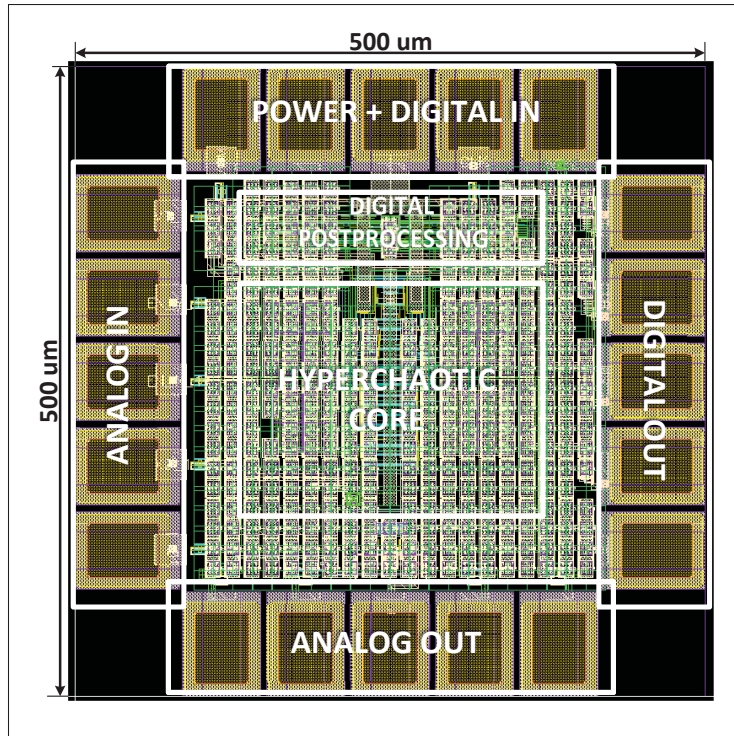 500 um
POWER + DIGITAL IN
DIGITAL
POSTPROCESSING
500 um
ANALOG IN
HYPERCHAOTIC
CORE
DIGITAL OUT
ANALOG OUT